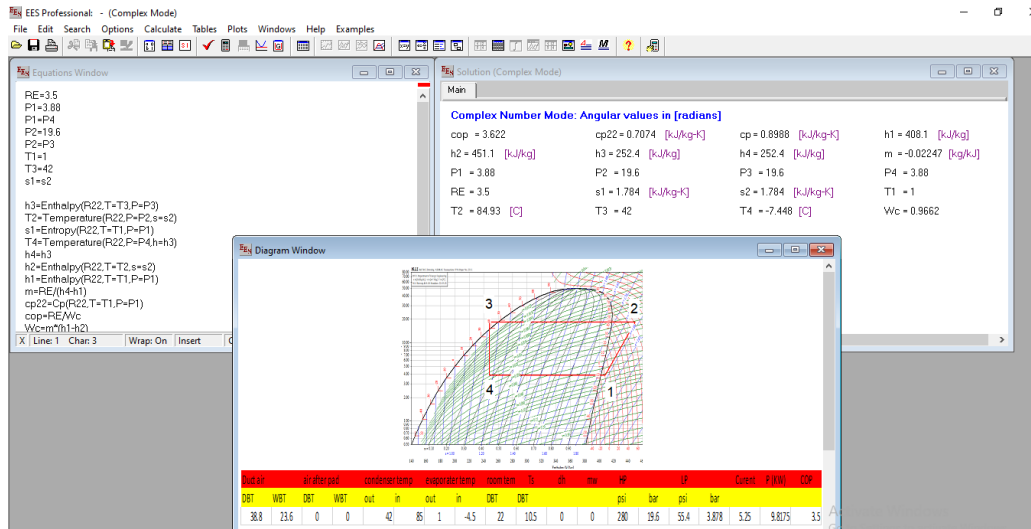 EES Professional: - (Complex Mode)
File Edit Search Options Calculate Tables Plots Windows Help Examples
Equations Window
RE=3.5
P1=3.88
P1=P4
P2=19.6
P2=P3
T1=1
T3=42
s1=s2
h3=Enthalpy(R22,T=T3,P=P3)
T2=Temperature(R22,P=P2,s=s2)
s1=Entropy(R22,T=T1,P=P1)
T4=Temperature(R22,P=P4,h=h3)
h4=h3
h2=Enthalpy(R22,T=T2,s=s2)
h1=Enthalpy(R22,T=T1,P=P1)
m=RE/(h4-h1)
cp22=Cp(R22,T=T1,P=P1)
cop=RE/Wc
Wc=m*(h1-h2)
X Line: 1 Char: 3 Wrap: On Insert
Solution (Complex Mode)
Main
Complex Number Mode: Angular values in [radians]
cop = 3.622 cp22 = 0.7074 [kJ/kg-K] cp = 0.8988 [kJ/kg-K] h1 = 408.1 [kJ/kg]
h2 = 451.1 [kJ/kg] h3 = 252.4 [kJ/kg] h4 = 252.4 [kJ/kg] m = -0.02247 [kg/kJ]
P1 = 3.88 P2 = 19.6 P3 = 19.6 P4 = 3.88
RE = 3.5 s1 = 1.784 [kJ/kg-K] s2 = 1.784 [kJ/kg-K] T1 = 1
T2 = 84.93 [C] T3 = 42 T4 = -7.448 [C] Wc = 0.9662
Diagram Window
3 2
4 1
Duct air air after pad condenser temp evaporater temp room tem Ts dh mw HP LP Curent P (KW) COP
DBT WBT DBT WBT out in out in DBT DBT psi bar psi bar
38.8 23.6 0 0 42 85 1 -4.5 22 10.5 0 0 280 19.6 55.4 3.878 5.25 9.8175 3.5